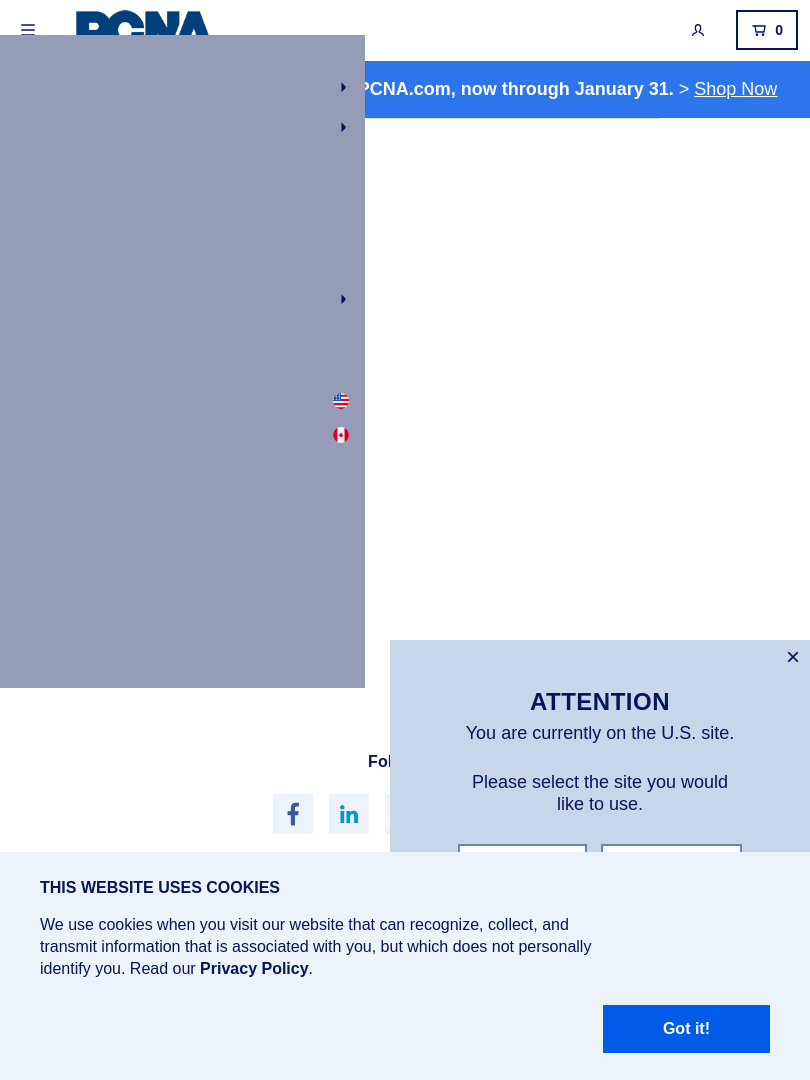 PCNA
0
PCNA.com, now through January 31. > Shop Now
ATTENTION
You are currently on the U.S. site.
Please select the site you would
like to use.
THIS WEBSITE USES COOKIES
We use cookies when you visit our website that can recognize, collect, and
transmit information that is associated with you, but which does not personally
identify you. Read our Privacy Policy.
Got it!